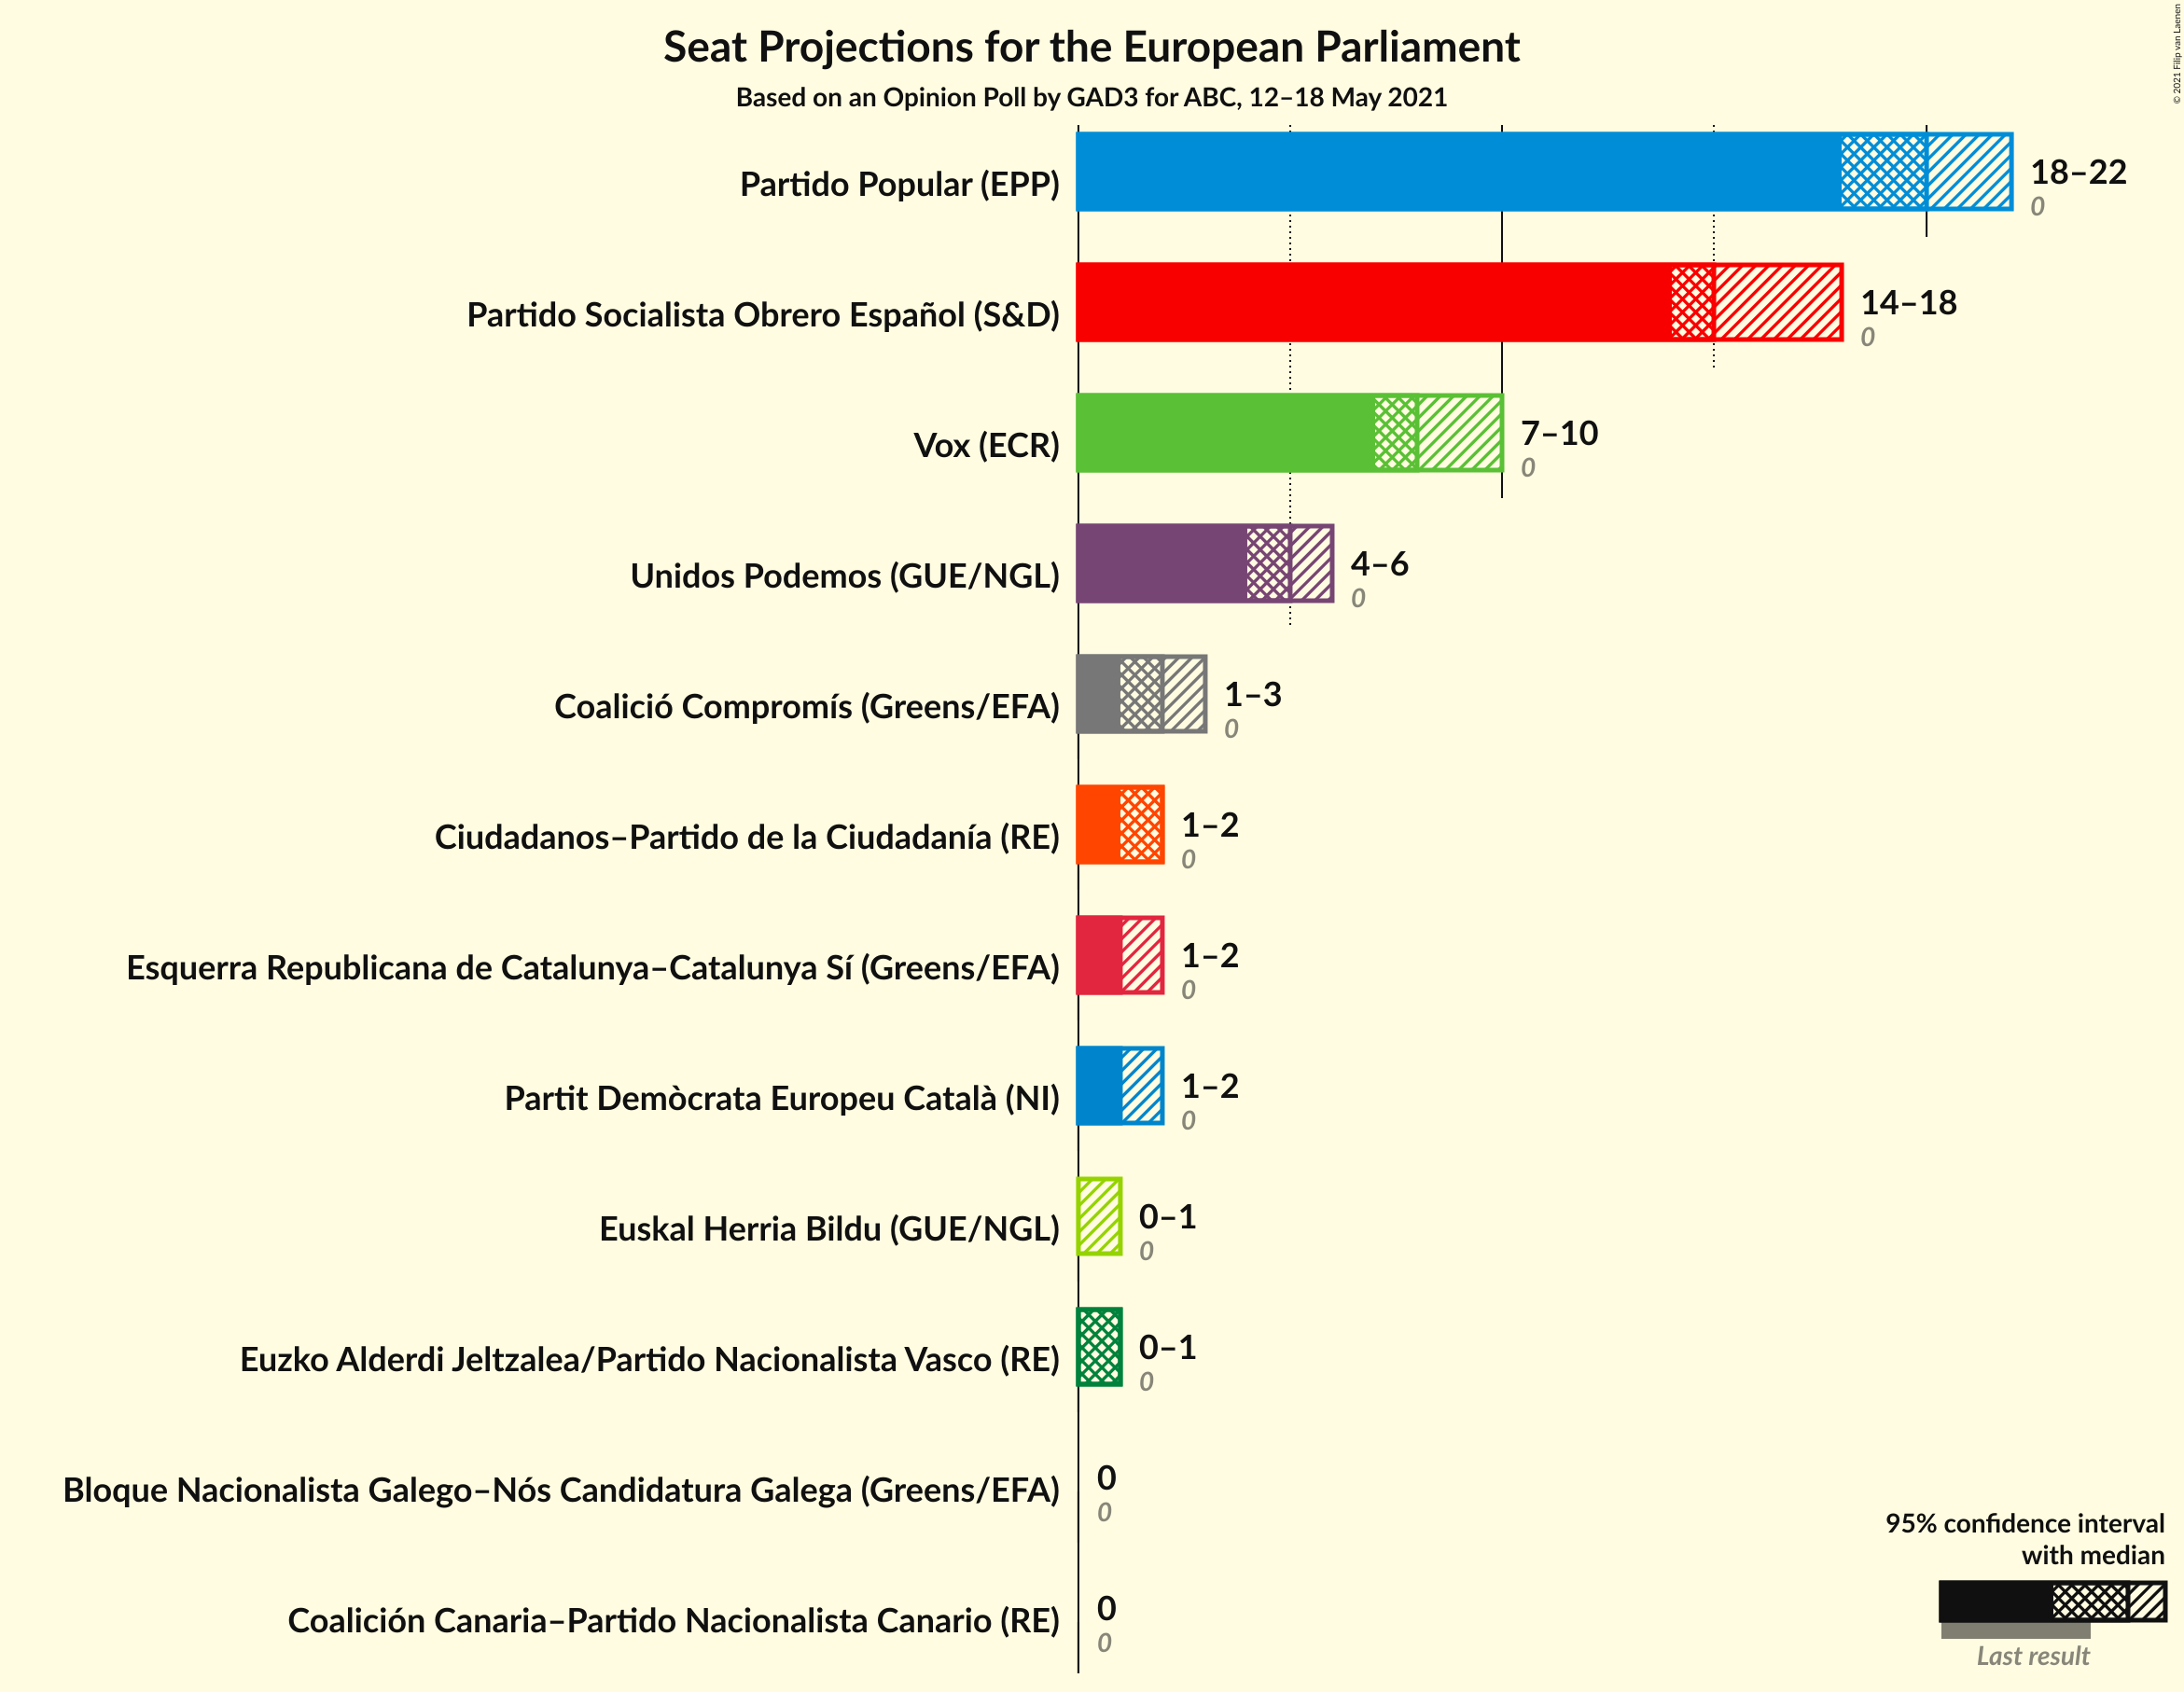 © 2021 Filip van Laenen
Seat Projections for the European Parliament
Based on an Opinion Poll by GAD3 for ABC, 12–18 May 2021
Partido Popular (EPP)
18–22
0
Partido Socialista Obrero Español (S&D)
14–18
0
Vox (ECR)
7–10
0
Unidos Podemos (GUE/NGL)
4–6
0
Coalició Compromís (Greens/EFA)
1–3
0
Ciudadanos–Partido de la Ciudadanía (RE)
1–2
0
Esquerra Republicana de Catalunya–Catalunya Sí (Greens/EFA)
1–2
0
Partit Demòcrata Europeu Català (NI)
1–2
0
Euskal Herria Bildu (GUE/NGL)
0–1
0
Euzko Alderdi Jeltzalea/Partido Nacionalista Vasco (RE)
0–1
0
Bloque Nacionalista Galego–Nós Candidatura Galega (Greens/EFA)
0
0
Coalición Canaria–Partido Nacionalista Canario (RE)
0
0
95% confidence interval
with median
Last result